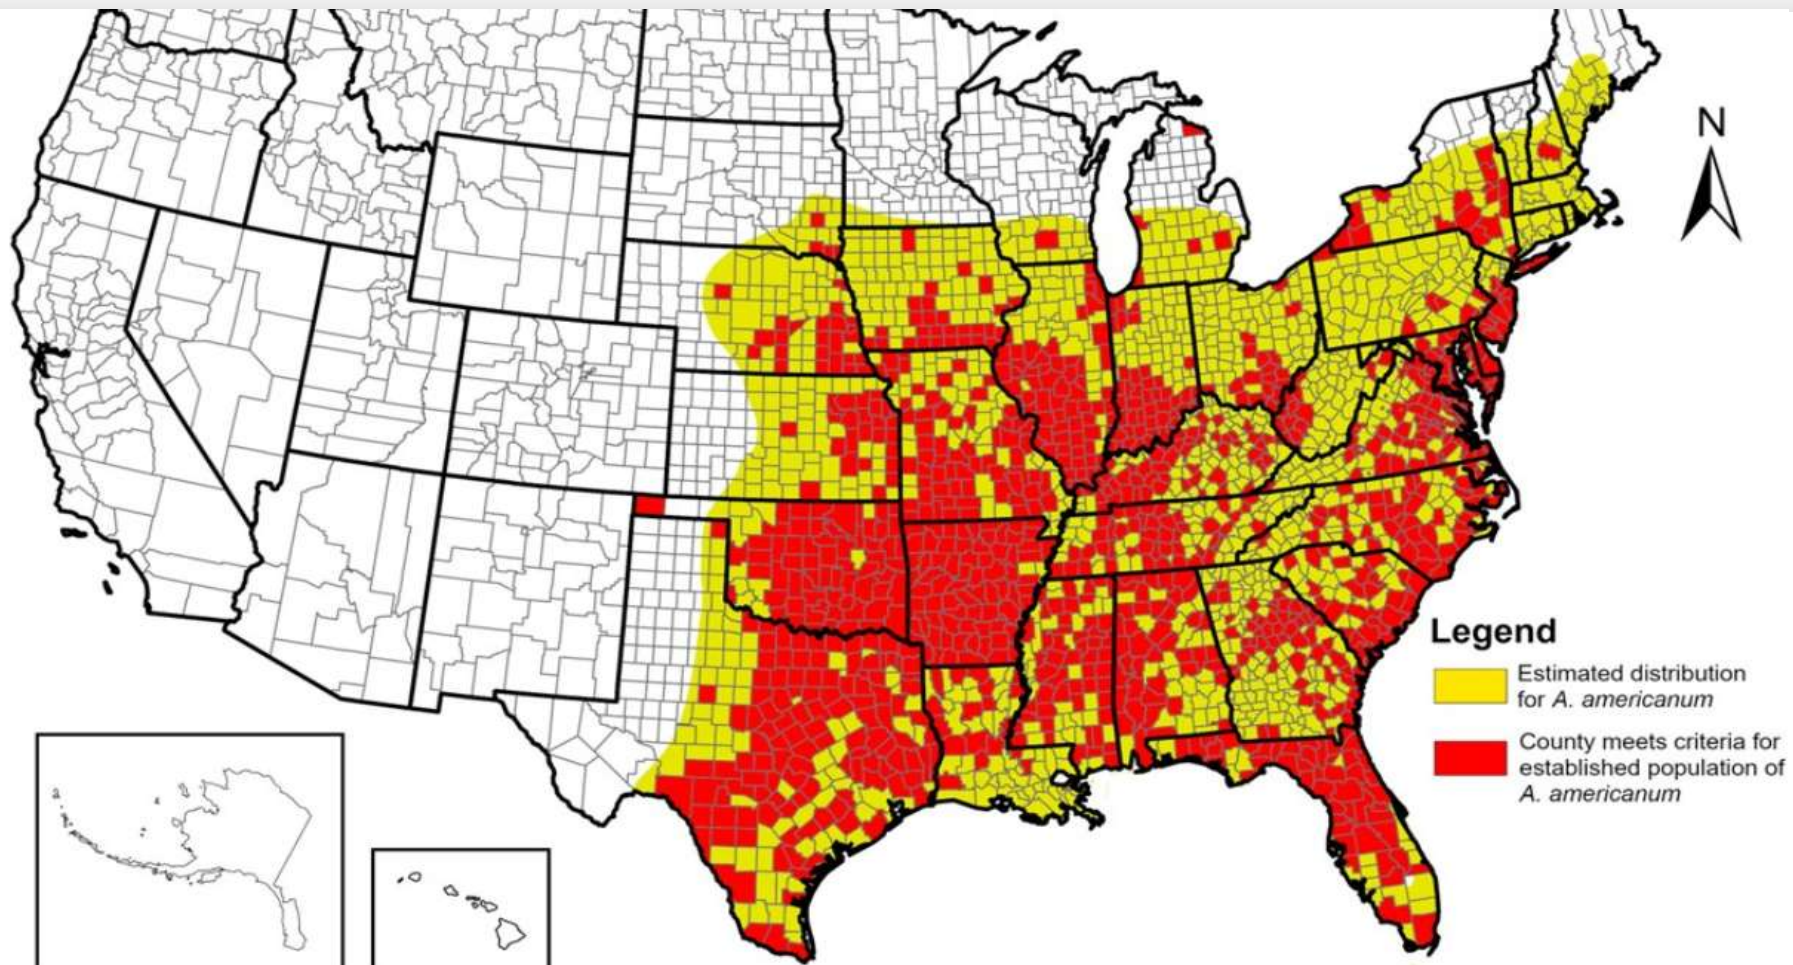 N
Legend
Estimated distribution
for A. americanum
County meets criteria for
established population of
A. americanum